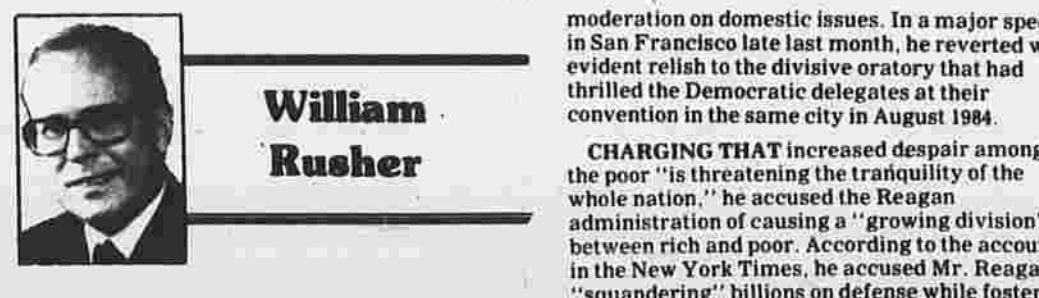 William
Rusher
moderation on domestic issues. In a major
in San Francisco late last month, he reverted
evident relish to the divisive oratory that had
thrilled the Democratic delegates at their
convention in the same city in August 1984.
CHARGING THAT increased despair among
the poor "is threatening the tranquility of the
whole nation," he accused the Reagan
administration of causing a "growing division"
between rich and poor. According to the
in the New York Times, he accused Mr.
"squandering" billions on defense while